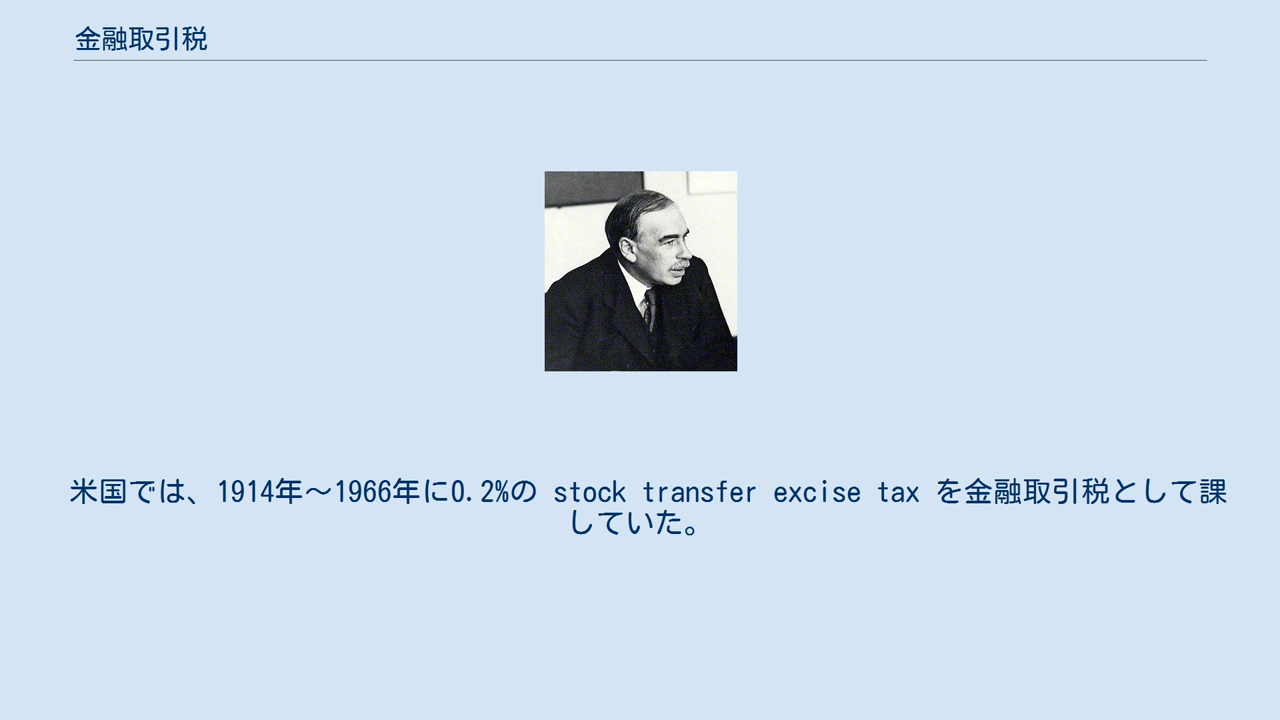 金融取引税
米国では、1914年～1966年に0.2%の stock transfer excise tax を金融取引税として課
していた。